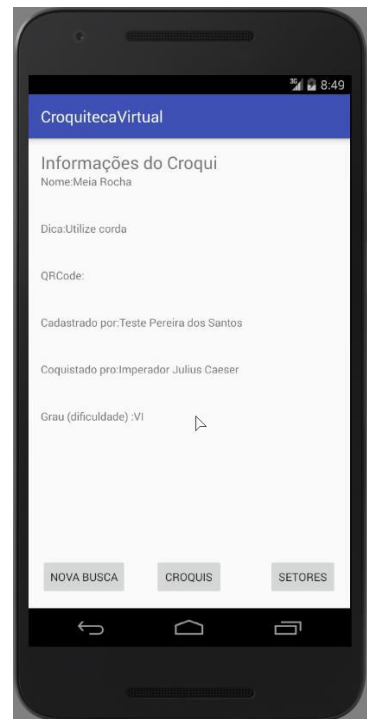 3G 8:49
CroquitecaVirtual
Informações do Croqui
Nome:Meia Rocha
Dica:Utilize corda
QRCode:
Cadastrado por:Teste Pereira dos Santos
Coquistado pro:Imperador Julius Caeser
Grau (dificuldade) :VI
NOVA BUSCA CROQUIS SETORES